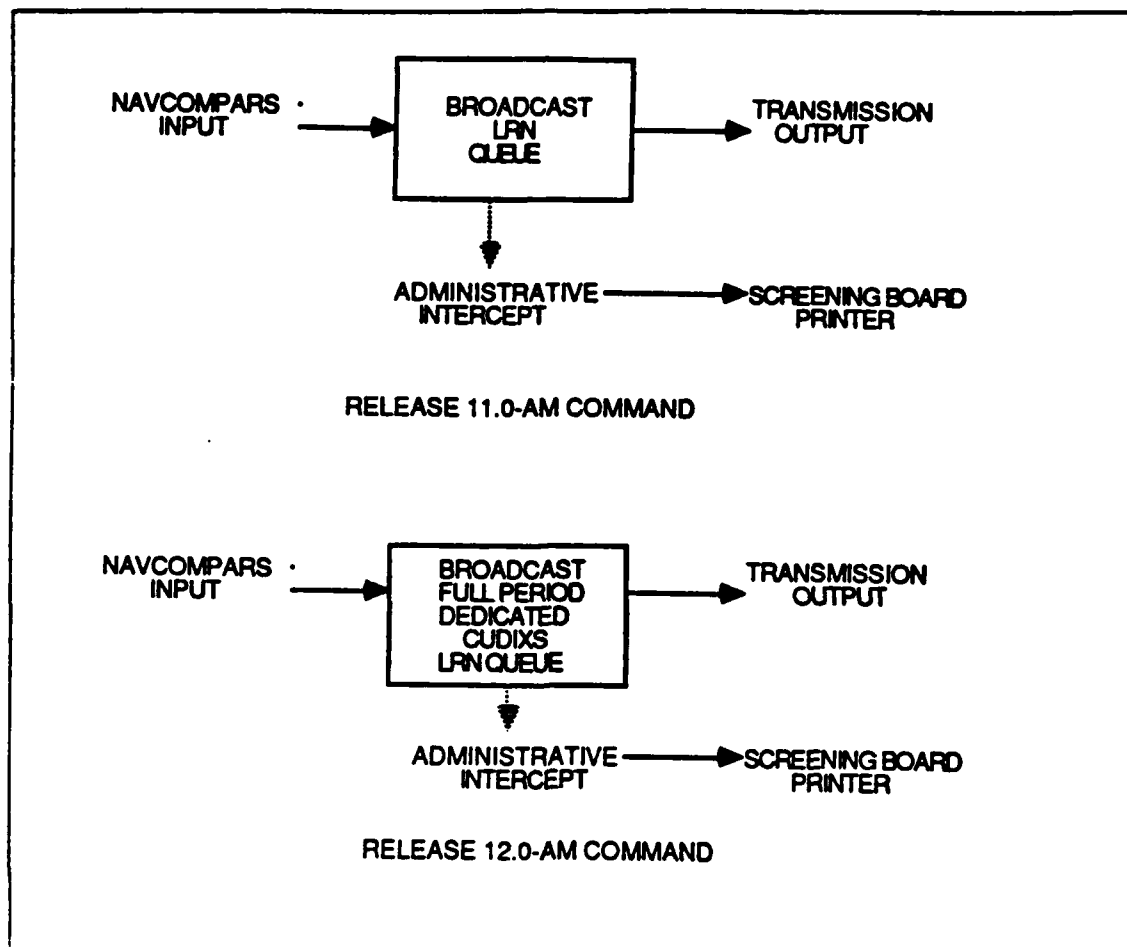 NAVCOMPARS
INPUT
BROADCAST
LRN
QUEUE
TRANSMISSION
OUTPUT
ADMINISTRATIVE
INTERCEPT
SCREENING BOARD
PRINTER
RELEASE 11.0-AM COMMAND
NAVCOMPARS
INPUT
BROADCAST
FULL PERIOD
DEDICATED
CUDIXS
LRN QUEUE
TRANSMISSION
OUTPUT
ADMINISTRATIVE
INTERCEPT
SCREENING BOARD
PRINTER
RELEASE 12.0-AM COMMAND